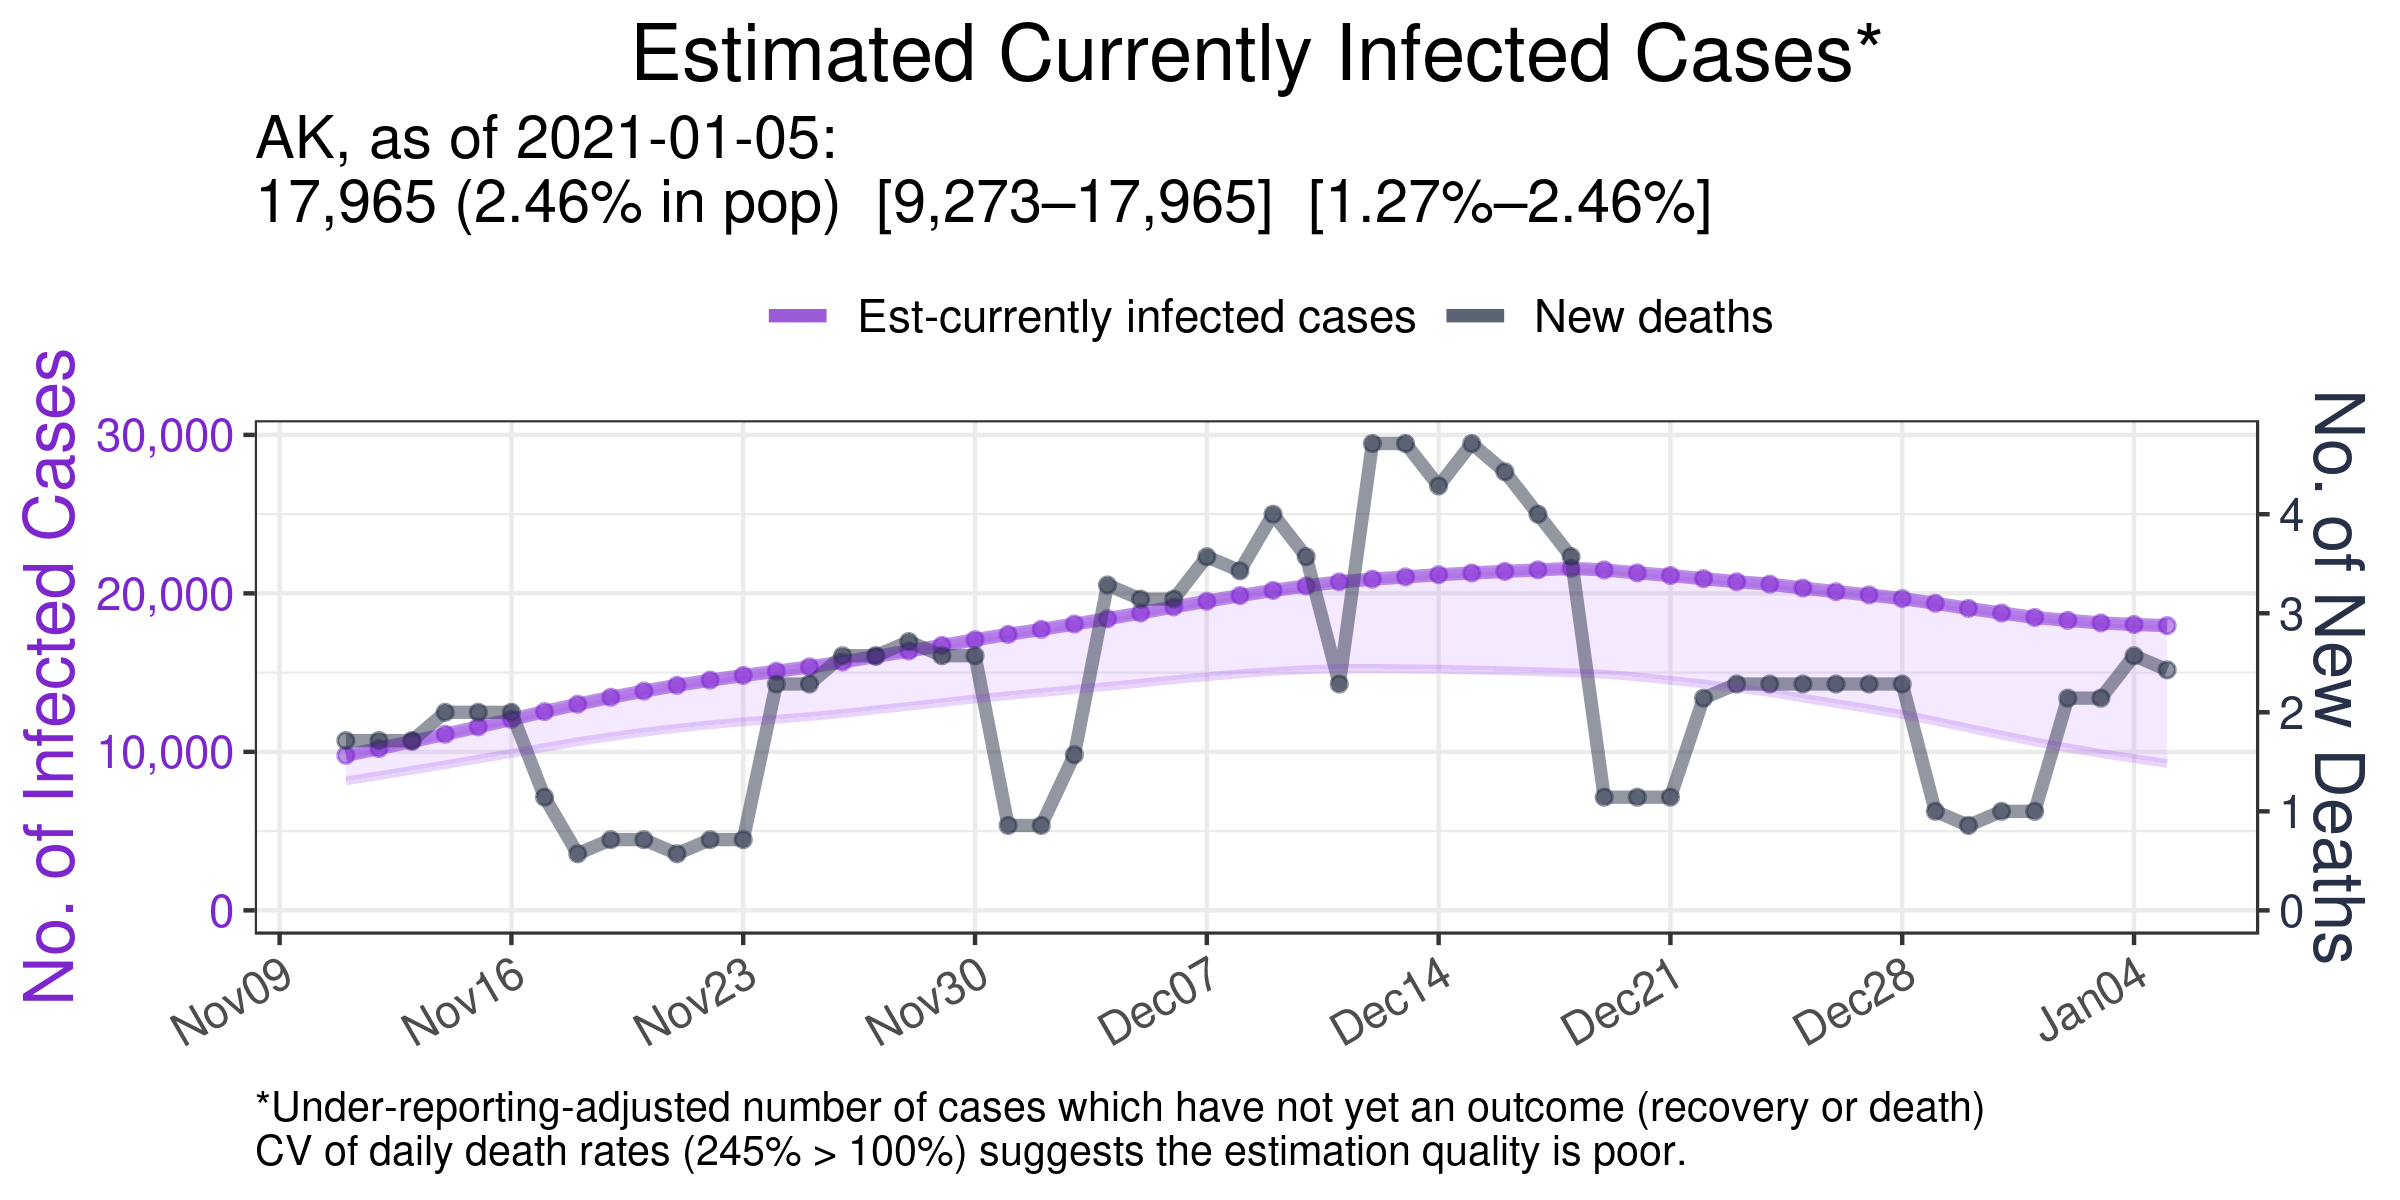 Estimated Currently Infected Cases*
AK, as of 2021-01-05:
17,965 (2.46% in pop)  [9,273–17,965]  [1.27%–2.46%]
Est-currently infected cases
New deaths
No. of Infected Cases
30,000
20,000
10,000
0
4
3
2
1
0
No. of New Deaths
Nov09
Nov16
Nov23
Nov30
Dec07
Dec14
Dec21
Dec28
Jan04
*Under-reporting-adjusted number of cases which have not yet an outcome (recovery or death)
CV of daily death rates (245% > 100%) suggests the estimation quality is poor.